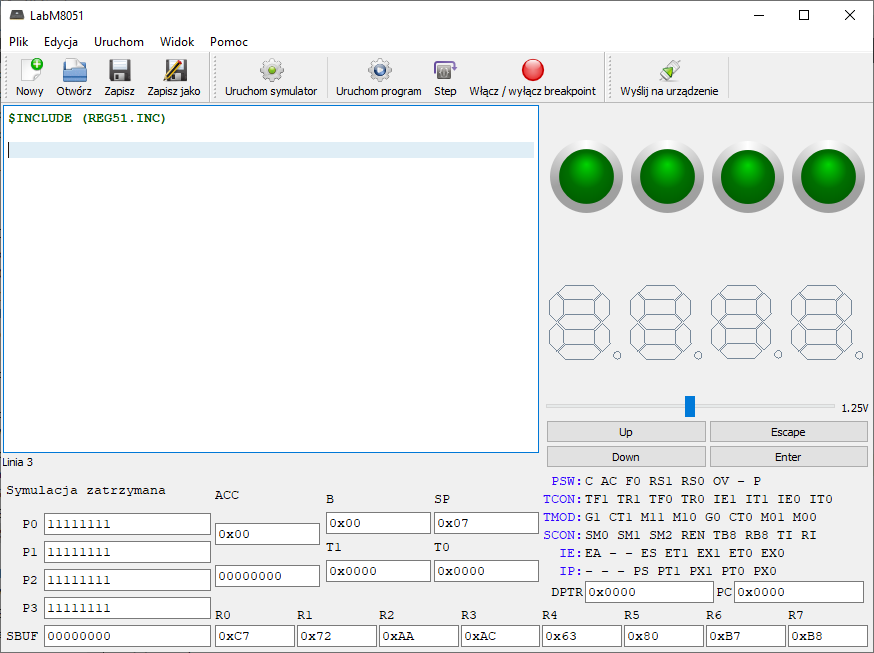 LabM8051
Plik Edycja Uruchom Widok Pomoc
Nowy Otwórz Zapisz Zapisz jako Uruchom symulator Uruchom program Step Włącz / wyłącz breakpoint Wyślij na urządzenie
$INCLUDE (REG51.INC)
1.25V
Up Escape
Down Enter
Linia 3
Symulacja zatrzymana
ACC B SP
P0 11111111 0x00 0x00 0x07
P1 11111111 T1 T0
P2 11111111 00000000 0x0000 0x0000
P3 11111111
PSW: C AC F0 RS1 RS0 OV - P
TCON: TF1 TR1 TF0 TR0 IE1 IT1 IE0 IT0
TMOD: G1 CT1 M11 M10 G0 CT0 M01 M00
SCON: SM0 SM1 SM2 REN TB8 RB8 TI RI
IE: EA - - ES ET1 EX1 ET0 EX0
IP: - - - PS PT1 PX1 PT0 PX0
DPTR 0x0000 PC 0x0000
R0 R1 R2 R3 R4 R5 R6 R7
SBUF 00000000 0xC7 0x72 0xAA 0xAC 0x63 0x80 0xB7 0xB8